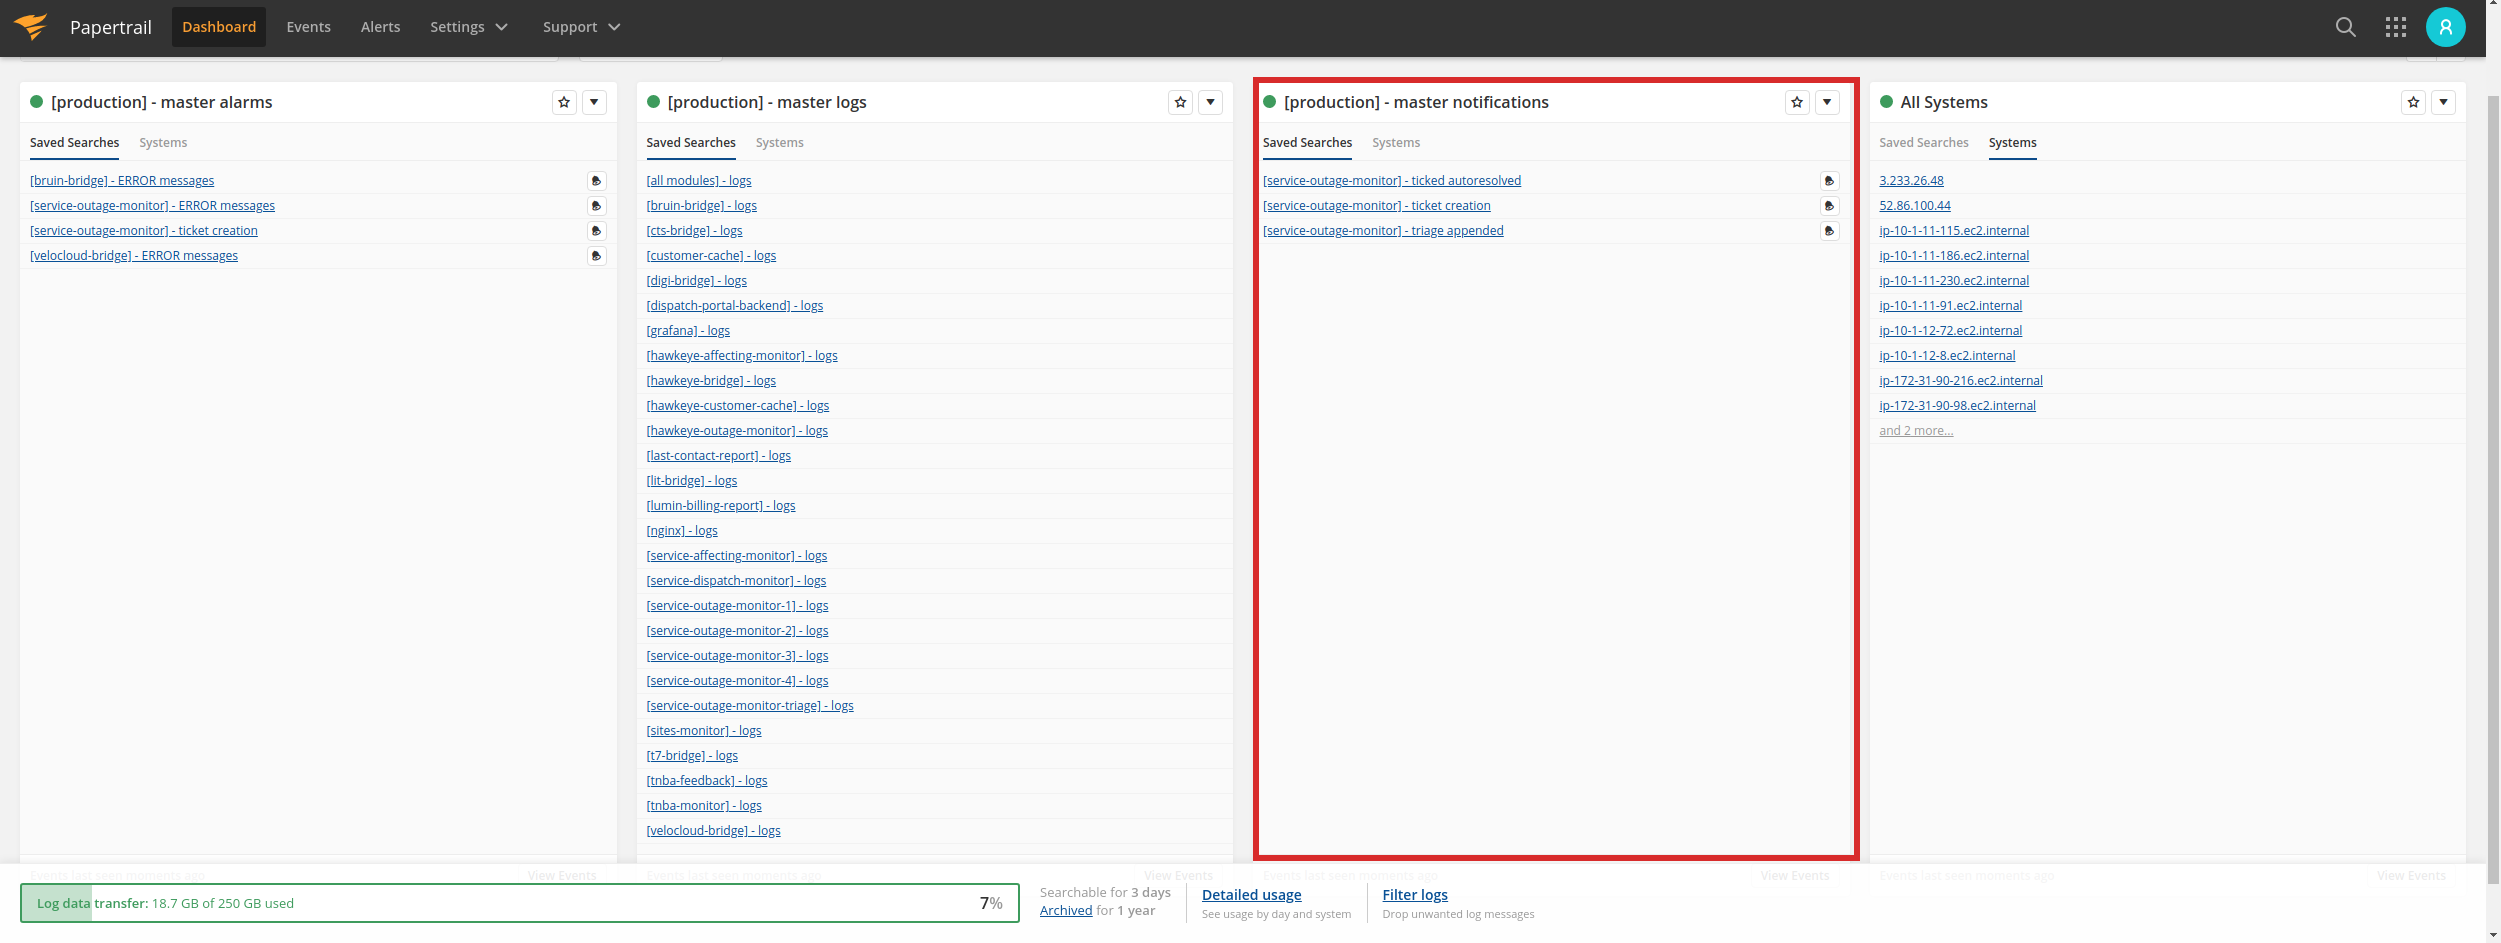 Papertrail Dashboard Events Alerts Settings Support
[production] - master alarms
Saved Searches Systems
[bruin-bridge] - ERROR messages
[service-outage-monitor] - ERROR messages
[service-outage-monitor] - ticket creation
[velocloud-bridge] - ERROR messages
Events last seen moments ago View Events
[production] - master logs
Saved Searches Systems
[all modules] - logs
[bruin-bridge] - logs
[cts-bridge] - logs
[customer-cache] - logs
[digi-bridge] - logs
[dispatch-portal-backend] - logs
[grafana] - logs
[hawkeye-affecting-monitor] - logs
[hawkeye-bridge] - logs
[hawkeye-customer-cache] - logs
[hawkeye-outage-monitor] - logs
[last-contact-report] - logs
[lit-bridge] - logs
[lumin-billing-report] - logs
[nginx] - logs
[service-affecting-monitor] - logs
[service-dispatch-monitor] - logs
[service-outage-monitor-1] - logs
[service-outage-monitor-2] - logs
[service-outage-monitor-3] - logs
[service-outage-monitor-4] - logs
[service-outage-monitor-triage] - logs
[sites-monitor] - logs
[t7-bridge] - logs
[tnba-feedback] - logs
[tnba-monitor] - logs
[velocloud-bridge] - logs
Events last seen moments ago View Events
[production] - master notifications
Saved Searches Systems
[service-outage-monitor] - ticked autoresolved
[service-outage-monitor] - ticket creation
[service-outage-monitor] - triage appended
Events last seen moments ago View Events
All Systems
Saved Searches Systems
3.233.26.48
52.86.100.44
ip-10-1-11-115.ec2.internal
ip-10-1-11-186.ec2.internal
ip-10-1-11-230.ec2.internal
ip-10-1-11-91.ec2.internal
ip-10-1-12-72.ec2.internal
ip-10-1-12-8.ec2.internal
ip-172-31-90-216.ec2.internal
ip-172-31-90-98.ec2.internal
and 2 more...
Events last seen moments ago View Events
Log data transfer: 18.7 GB of 250 GB used 7%
Searchable for 3 days
Archived for 1 year
Detailed usage
See usage by day and system
Filter logs
Drop unwanted log messages